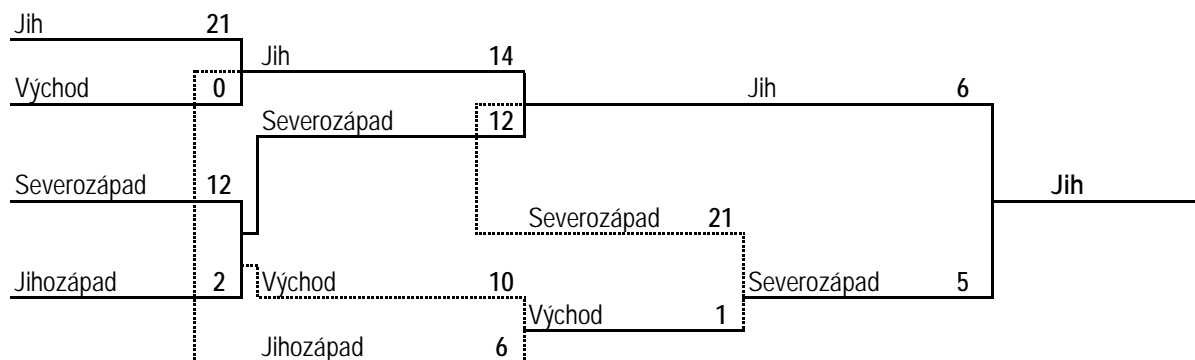 Jih 21
Jih 14
Východ 0
Jih 6
Severozápad 12
Severozápad 12
Jih
Severozápad 21
Jihozápad 2
Východ 10
Severozápad 5
Východ 1
Jihozápad 6